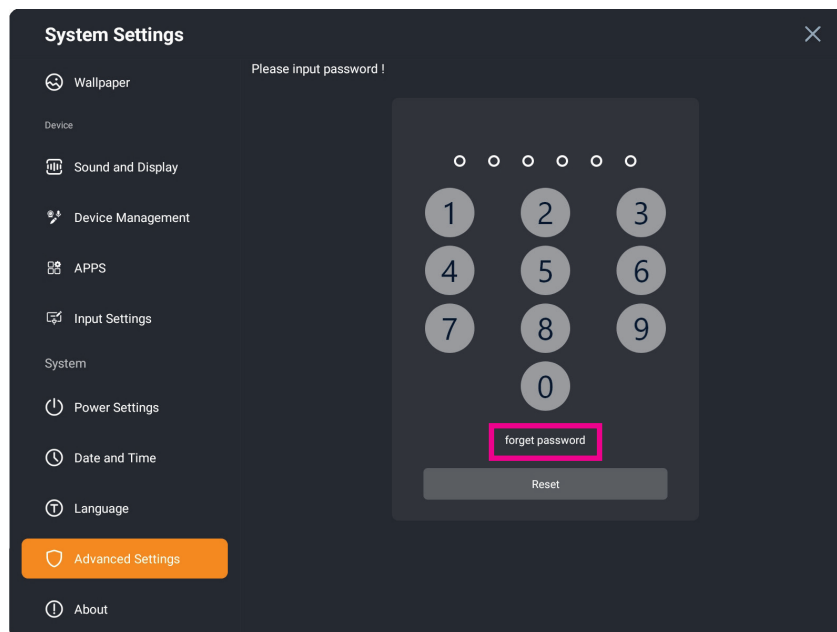 System Settings
Wallpaper
Device
Sound and Display
Device Management
APPS
Input Settings
System
Power Settings
Date and Time
Language
Advanced Settings
About
Please input password !
1 2 3
4 5 6
7 8 9
0
forget password
Reset